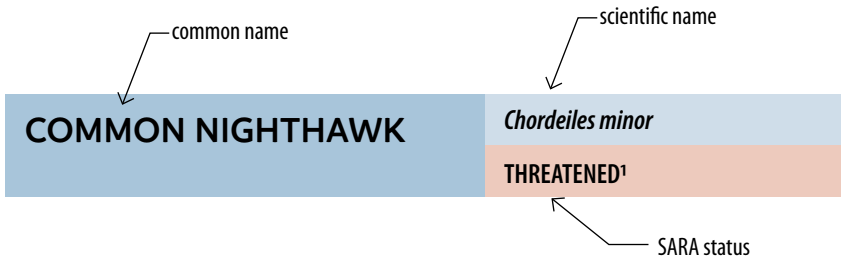 common name
scientific name
COMMON NIGHTHAWK
Chordeiles minor
THREATENED¹
SARA status